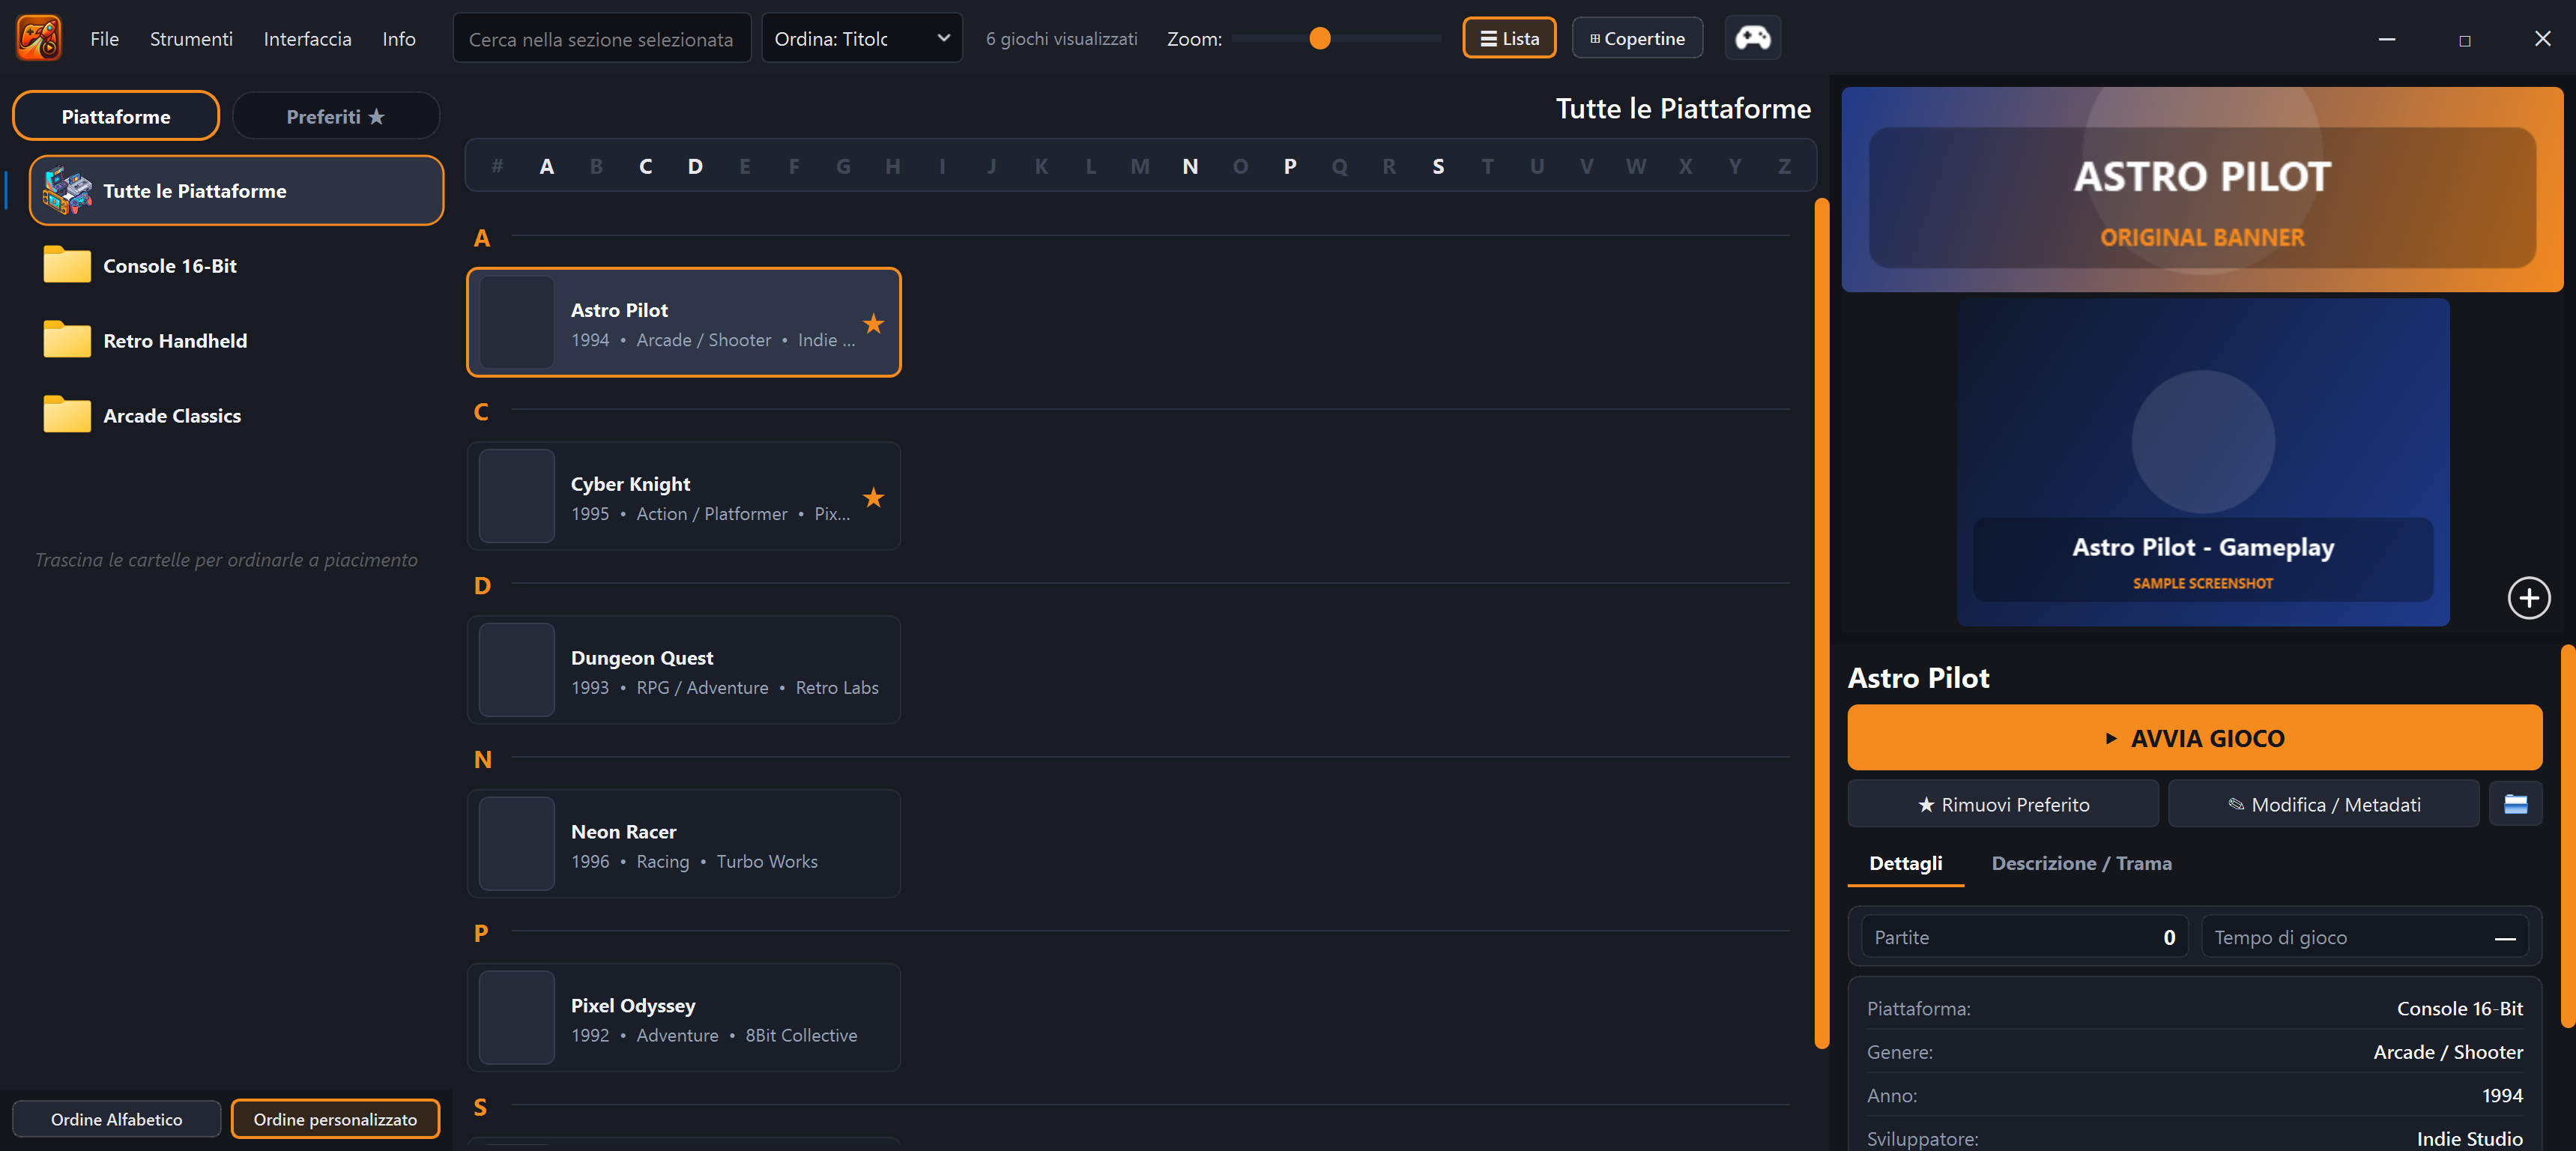 File Strumenti Interfaccia Info
Cerca nella sezione selezionata
Ordina: Titolo
6 giochi visualizzati
Zoom:
Lista
Copertine
Piattaforme
Preferiti ★
Tutte le Piattaforme
Console 16-Bit
Retro Handheld
Arcade Classics
Trascina le cartelle per ordinarle a piacimento
Ordine Alfabetico
Ordine personalizzato
Tutte le Piattaforme
# A B C D E F G H I J K L M N O P Q R S T U V W X Y Z
A
Astro Pilot
1994 • Arcade / Shooter • Indie ...
C
Cyber Knight
1995 • Action / Platformer • Pix...
D
Dungeon Quest
1993 • RPG / Adventure • Retro Labs
N
Neon Racer
1996 • Racing • Turbo Works
P
Pixel Odyssey
1992 • Adventure • 8Bit Collective
S
ASTRO PILOT
ORIGINAL BANNER
Astro Pilot - Gameplay
SAMPLE SCREENSHOT
Astro Pilot
AVVIA GIOCO
★ Rimuovi Preferito
✎ Modifica / Metadati
Dettagli
Descrizione / Trama
Partite 0
Tempo di gioco —
Piattaforma: Console 16-Bit
Genere: Arcade / Shooter
Anno: 1994
Sviluppatore: Indie Studio